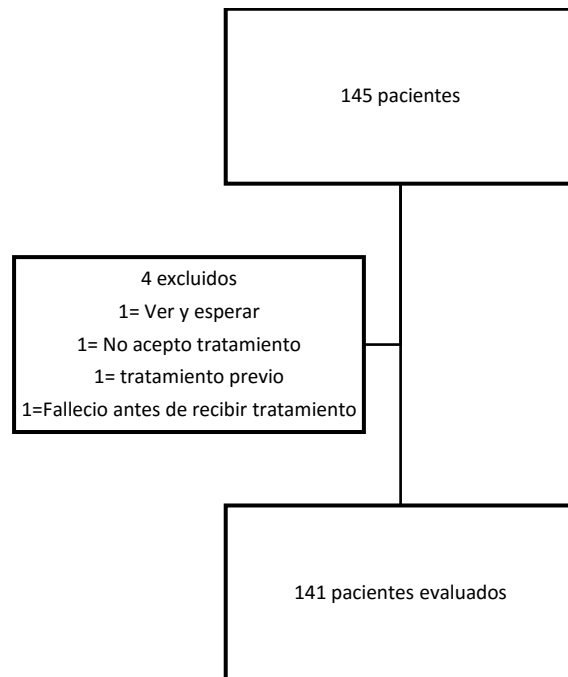 145 pacientes
4 excluidos
1= Ver y esperar
1= No acepto tratamiento
1= tratamiento previo
1=Fallecio antes de recibir tratamiento
141 pacientes evaluados